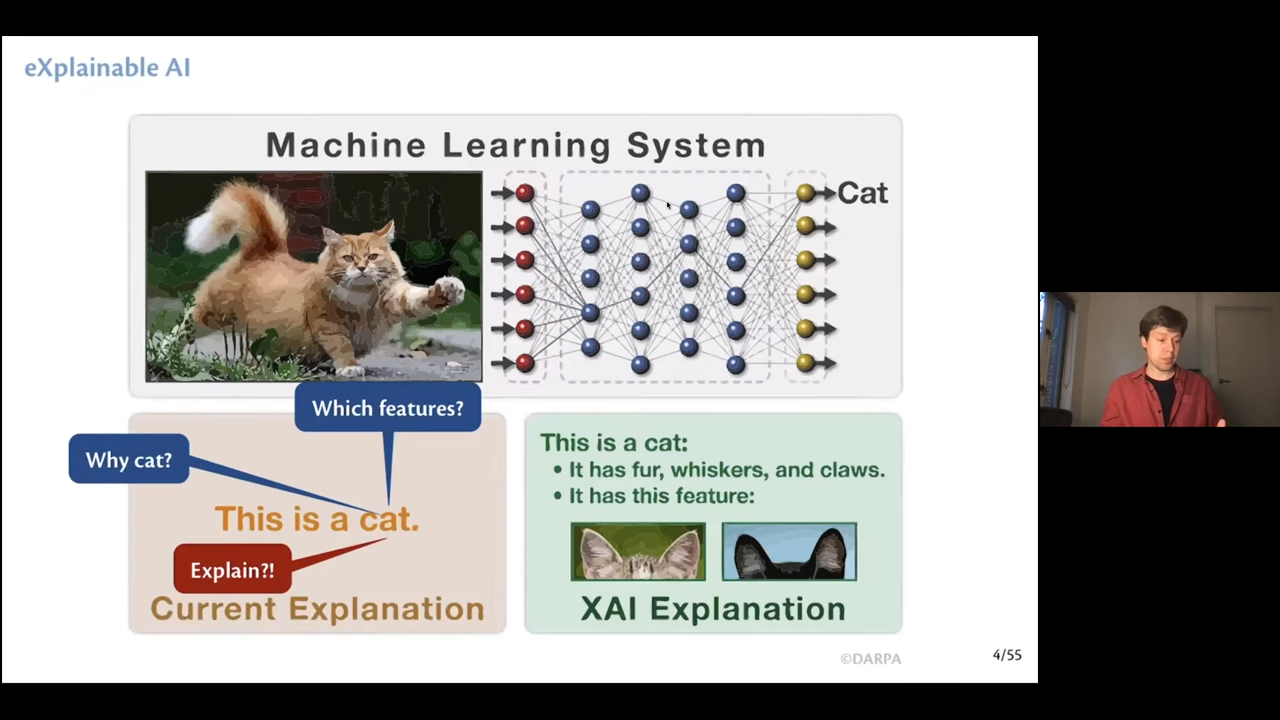 eXplainable AI
Machine Learning System
Cat
Which features?
Why cat?
This is a cat.
Explain?!
Current Explanation
This is a cat:
• It has fur, whiskers, and claws.
• It has this feature:
XAI Explanation
©DARPA
4/55